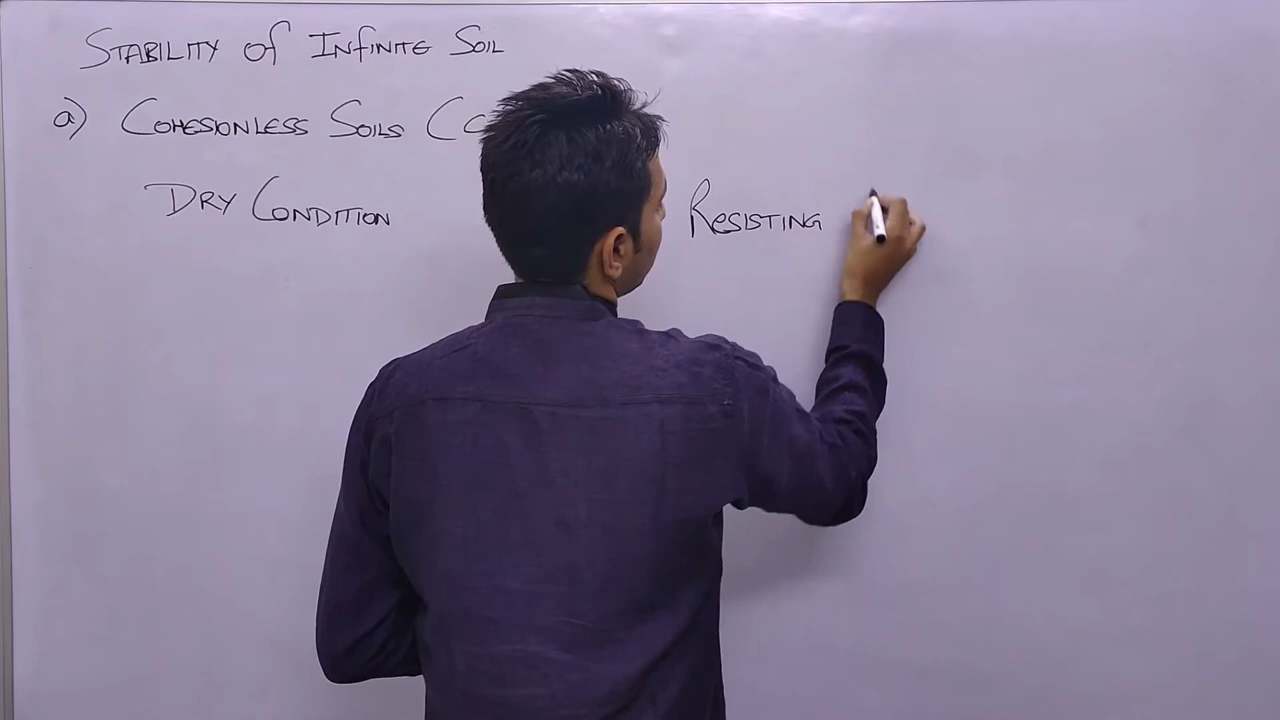 STABILITY of INfiNITE SOIL
a) COHESIONLESS SOILS (C
DRY CONDITION
RESISTING